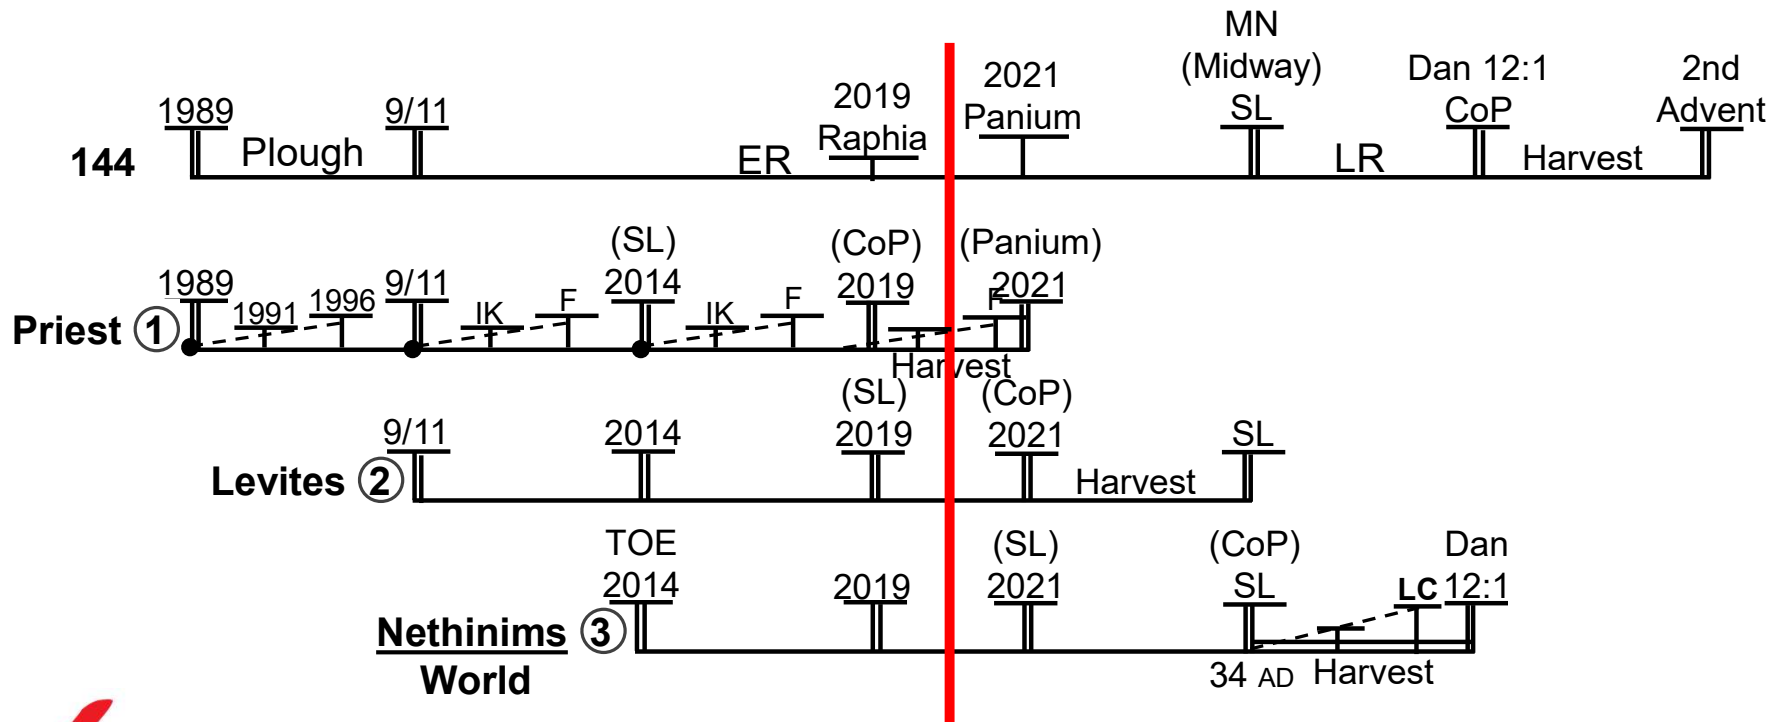 MN
(Midway)
SL
2021
Panium
Dan 12:1
CoP
2nd
Advent
1989
9/11
2019
Raphia
144
Plough
ER
LR
Harvest
(SL)
2014
(CoP)
2019
(Panium)
2021
1989
1991
1996
9/11
IK
F
IK
F
F
Priest ①
Harvest
9/11
2014
(SL)
2019
(CoP)
2021
SL
Levites ②
Harvest
TOE
2014
2019
(SL)
2021
(CoP)
SL
LC
Dan
12:1
Nethinims ③
World
34 AD
Harvest